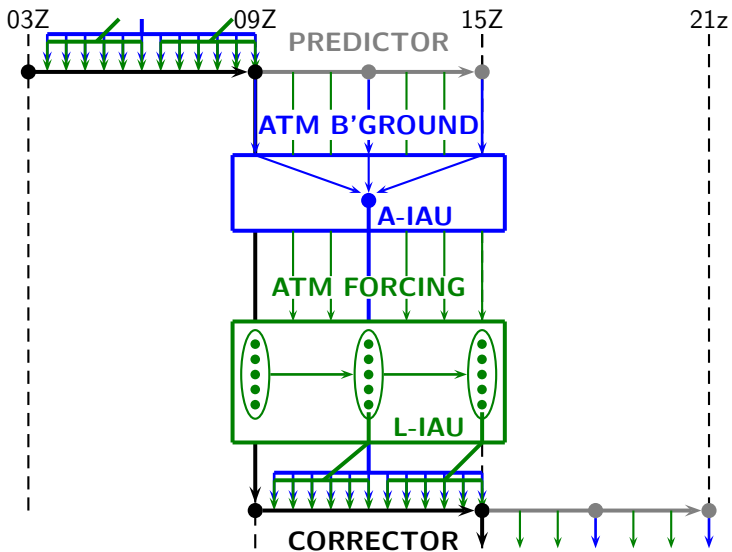 03Z 09Z 15Z 21z
PREDICTOR
ATM B'GROUND
A-IAU
ATM FORCING
L-IAU
CORRECTOR